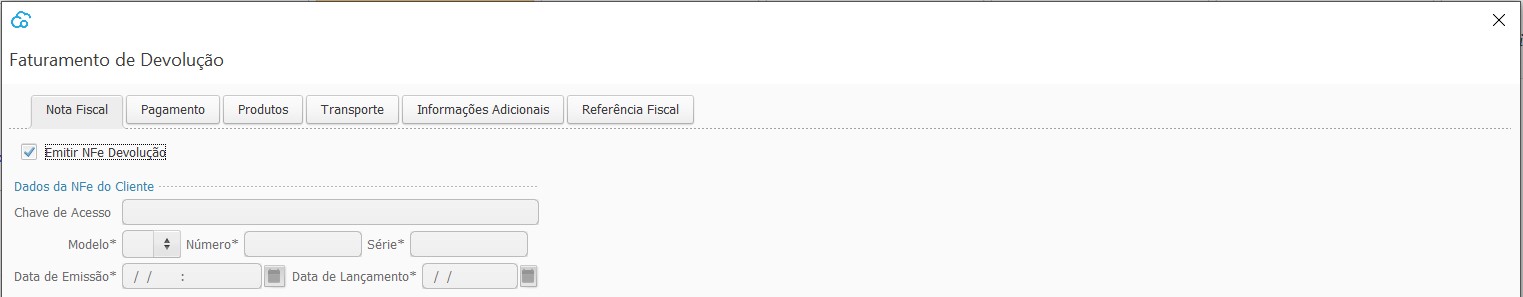 Faturamento de Devolução
Nota Fiscal Pagamento Produtos Transporte Informações Adicionais Referência Fiscal
Emitir NFe Devolução
Dados da NFe do Cliente
Chave de Acesso
Modelo* Número* Série*
Data de Emissão* / / : Data de Lançamento* / /